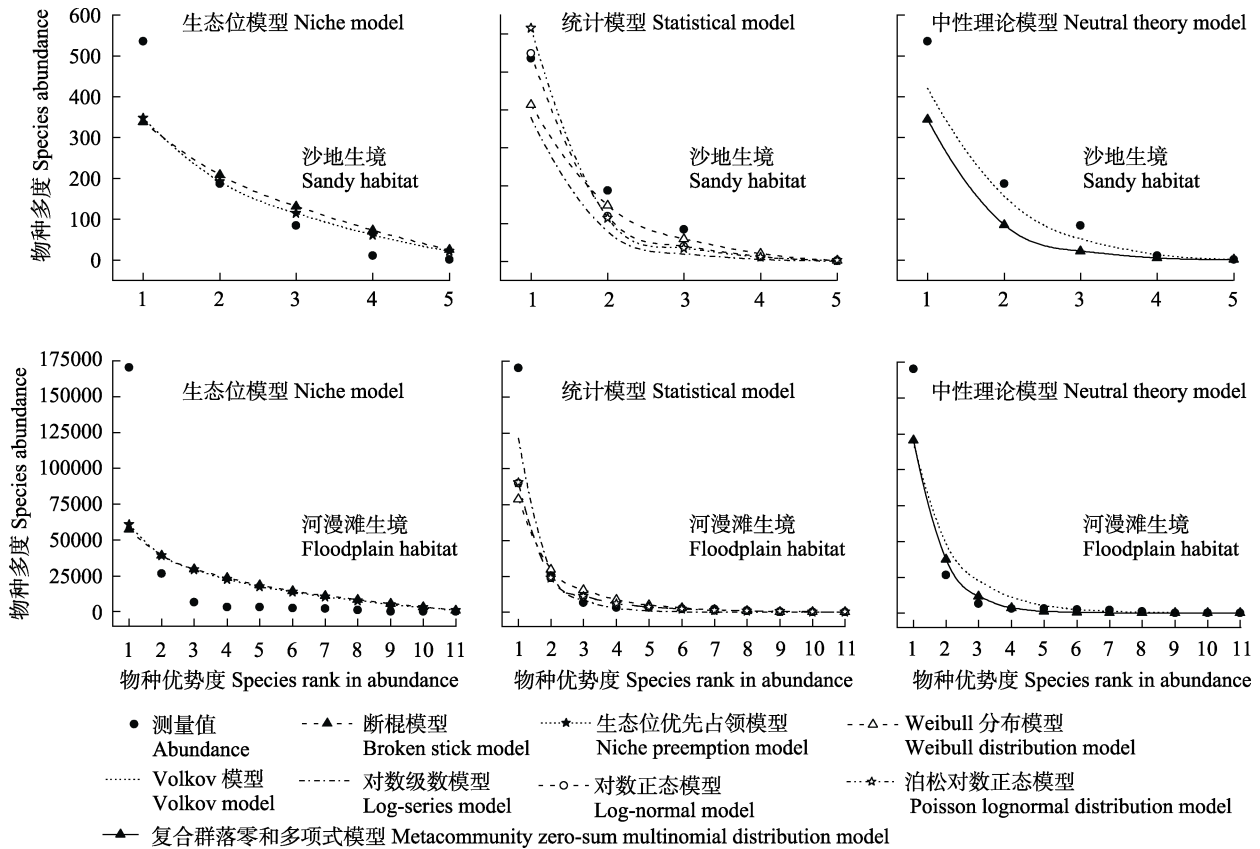 生态位模型 Niche model
统计模型 Statistical model
中性理论模型 Neutral theory model
物种多度 Species abundance
600
500
400
300
200
100
0
沙地生境
Sandy habitat
沙地生境
Sandy habitat
沙地生境
Sandy habitat
1 2 3 4 5
1 2 3 4 5
1 2 3 4 5
生态位模型 Niche model
统计模型 Statistical model
中性理论模型 Neutral theory model
物种多度 Species abundance
175000
150000
125000
100000
75000
50000
25000
0
河漫滩生境
Floodplain habitat
河漫滩生境
Floodplain habitat
河漫滩生境
Floodplain habitat
1 2 3 4 5 6 7 8 9 10 11
1 2 3 4 5 6 7 8 9 10 11
1 2 3 4 5 6 7 8 9 10 11
物种优势度 Species rank in abundance
物种优势度 Species rank in abundance
物种优势度 Species rank in abundance
测量值
Abundance
断棍模型
Broken stick model
生态位优先占领模型
Niche preemption model
Weibull 分布模型
Weibull distribution model
Volkov 模型
Volkov model
对数级数模型
Log-series model
对数正态模型
Log-normal model
泊松对数正态模型
Poisson lognormal distribution model
复合群落零和多项式模型 Metacommunity zero-sum multinomial distribution model